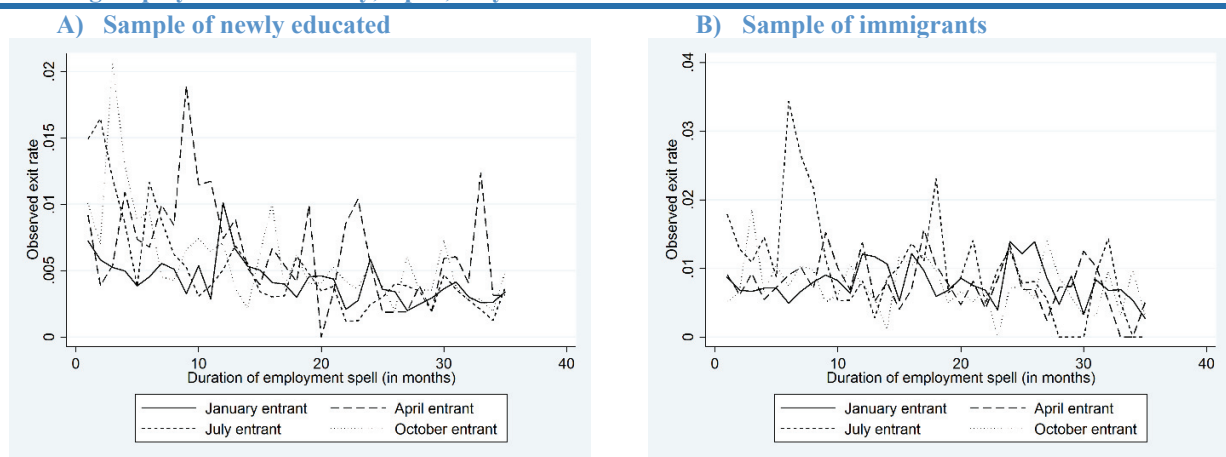 A) Sample of newly educated
B) Sample of immigrants
Observed exit rate
0 .005 .01 .015 .02
0 10 20 30 40
Duration of employment spell (in months)
January entrant April entrant
July entrant October entrant
Observed exit rate
0 .01 .02 .03 .04
0 10 20 30 40
Duration of employment spell (in months)
January entrant April entrant
July entrant October entrant